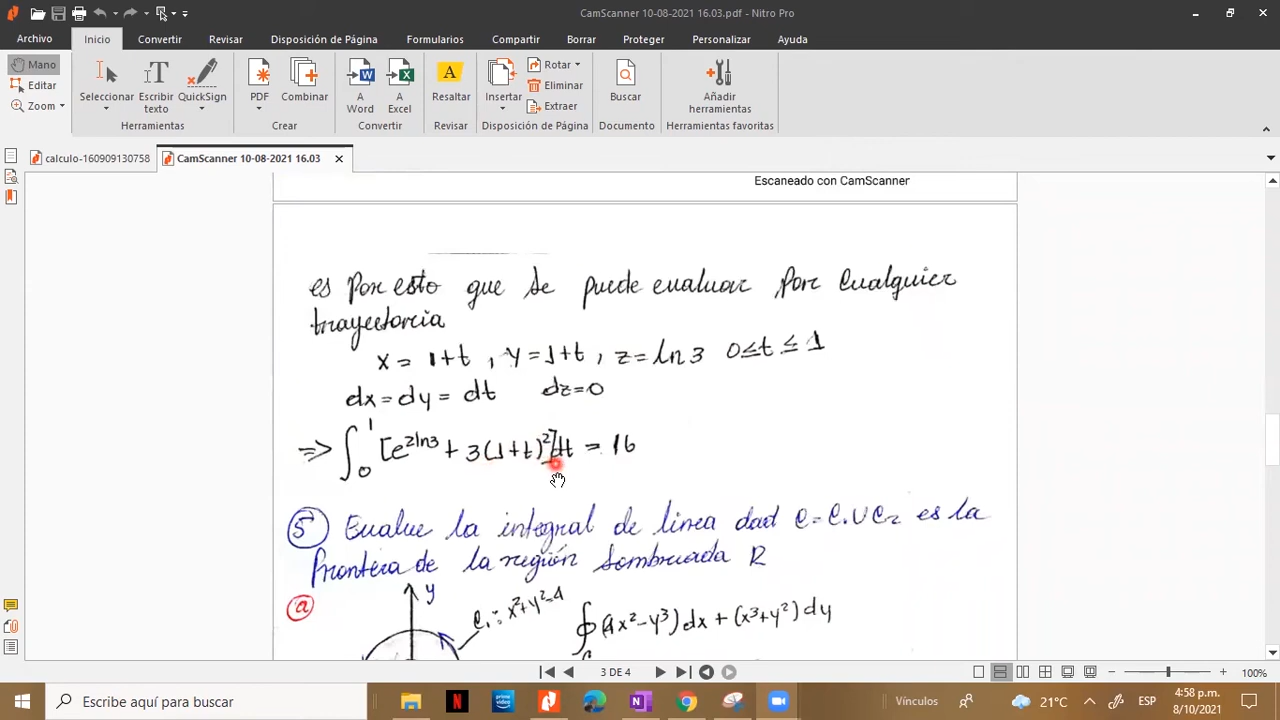 CamScanner 10-08-2021 16.03.pdf - Nitro Pro
Archivo Inicio Convertir Revisar Disposición de Página Formularios Compartir Borrar Proteger Personalizar Ayuda
Mano
Editar
Zoom
Seleccionar
Escribir texto
QuickSign
PDF
Combinar
A Word
A Excel
Resaltar
Insertar
Rotar
Eliminar
Extraer
Buscar
Añadir herramientas
Herramientas Crear Convertir Revisar Disposición de Página Documento Herramientas favoritas
calculo-160909130758 CamScanner 10-08-2021 16.03
Escaneado con CamScanner
es por esto que se puede evaluar por cualquier
trayectoria
x = 1+t , y = 1+t , z = ln 3 0≤t ≤ 1
dx = dy = dt dz=0
=> ∫₀¹ [e^{2ln3} + 3(1+t)²]dt = 16
5 Evalue la integral de linea dad C = C₁ U C₂ es la
frontera de la región sombreada R
a y C₁: x²+y²=4 ∮ (4x²-y³)dx + (x³+y²)dy
C
3 DE 4 100%
Escribe aquí para buscar
Vínculos 21°C ESP 4:58 p.m.
8/10/2021